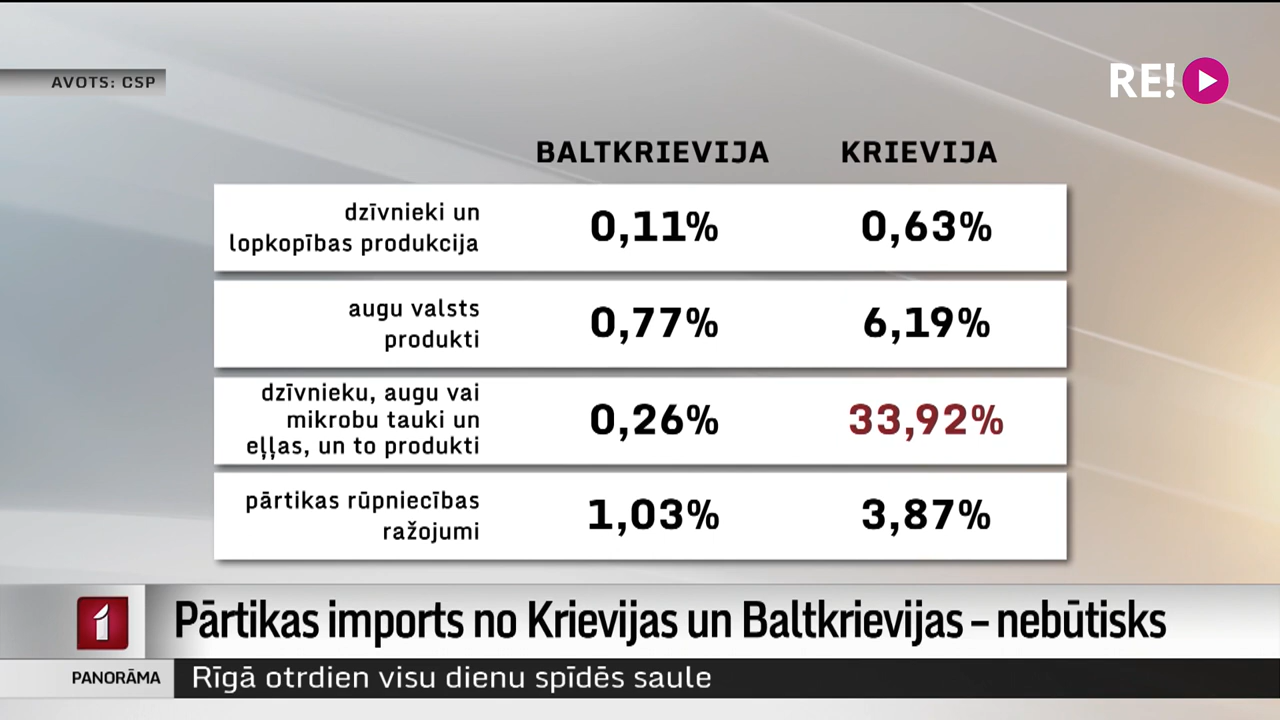 AVOTS: CSP
RE!
BALTKRIEVIJA KRIEVIJA
dzīvnieki un
lopkopības produkcija
0,11% 0,63%
augu valsts
produkti
0,77% 6,19%
dzīvnieku, augu vai
mikrobu tauki un
eļļas, un to produkti
0,26% 33,92%
pārtikas rūpniecības
ražojumi
1,03% 3,87%
1
Pārtikas imports no Krievijas un Baltkrievijas – nebūtisks
PANORĀMA
Rīgā otrdien visu dienu spīdēs saule